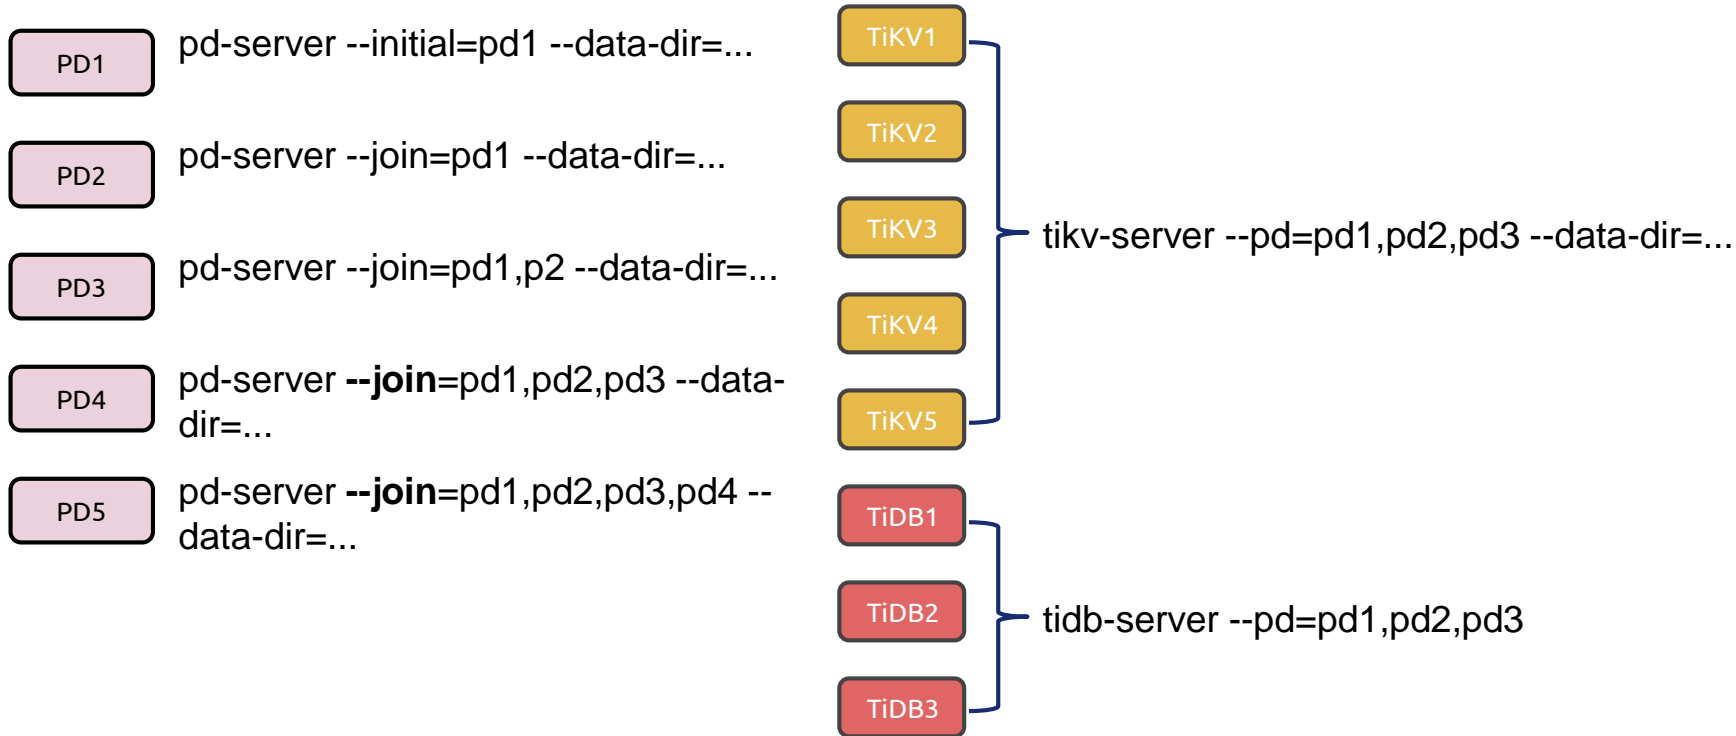 PD1
pd-server --initial=pd1 --data-dir=...
PD2
pd-server --join=pd1 --data-dir=...
PD3
pd-server --join=pd1,p2 --data-dir=...
PD4
pd-server --join=pd1,pd2,pd3 --data-
dir=...
PD5
pd-server --join=pd1,pd2,pd3,pd4 --
data-dir=...
TiKV1
TiKV2
TiKV3
TiKV4
TiKV5
tikv-server --pd=pd1,pd2,pd3 --data-dir=...
TiDB1
TiDB2
TiDB3
tidb-server --pd=pd1,pd2,pd3